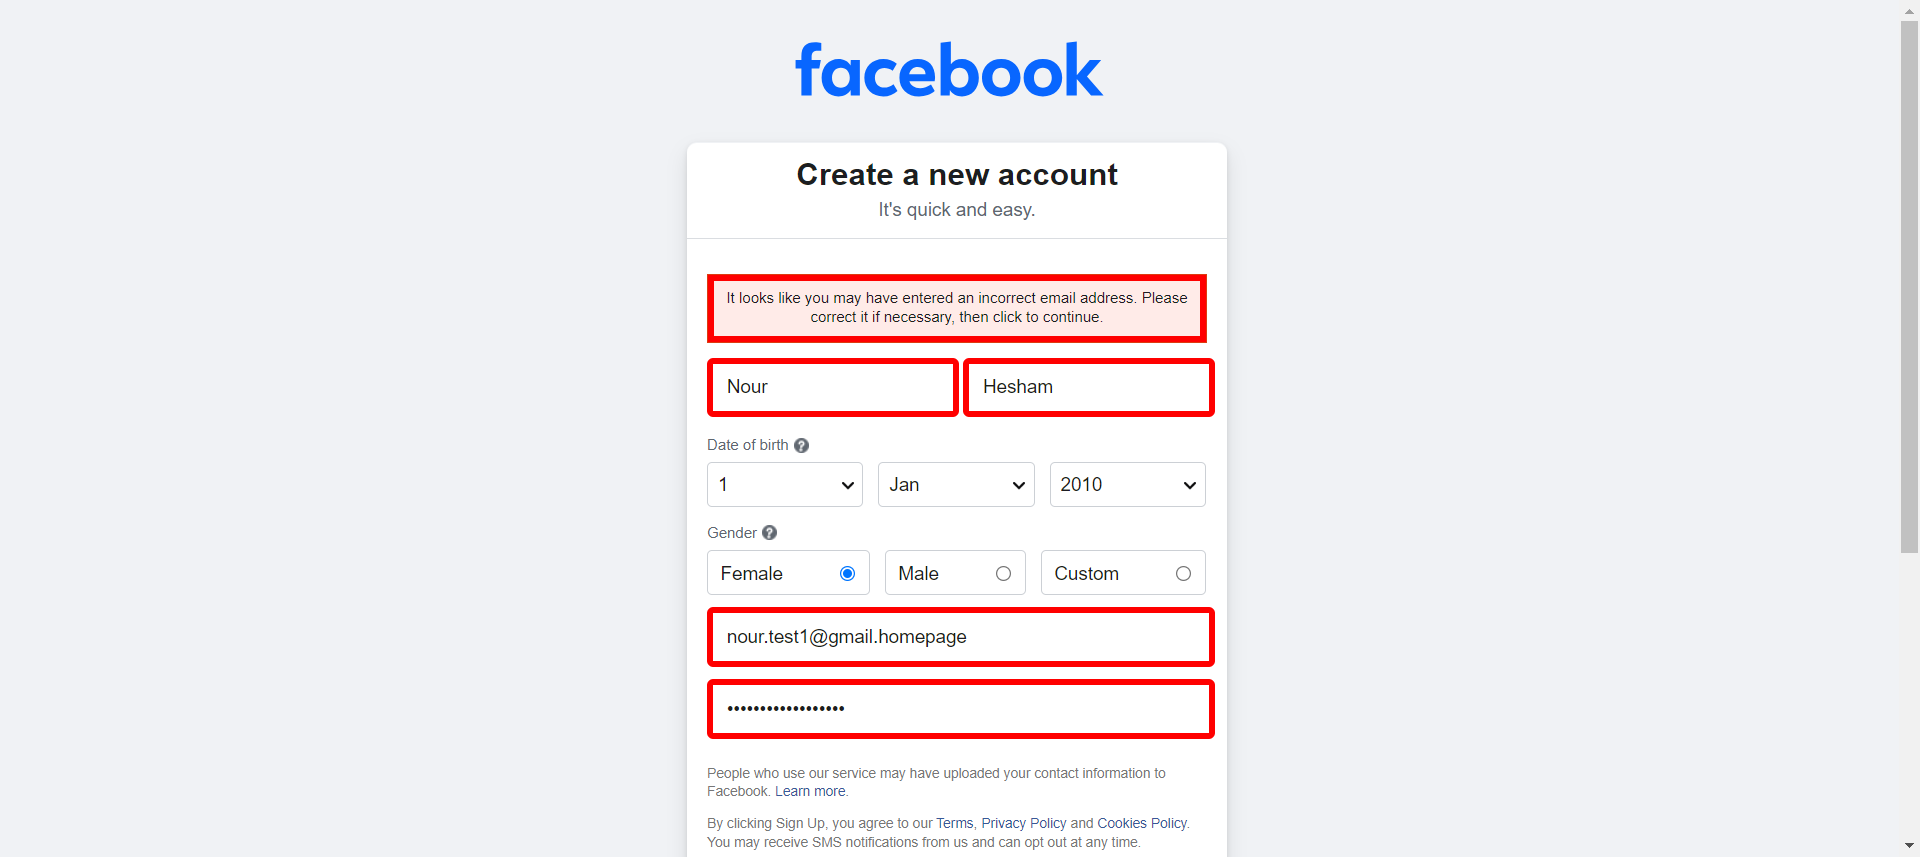 facebook
Create a new account
It's quick and easy.
It looks like you may have entered an incorrect email address. Please
correct it if necessary, then click to continue.
Nour Hesham
Date of birth ?
1 Jan 2010
Gender ?
Female Male Custom
nour.test1@gmail.homepage
••••••••••••••••••
People who use our service may have uploaded your contact information to
Facebook. Learn more.
By clicking Sign Up, you agree to our Terms, Privacy Policy and Cookies Policy.
You may receive SMS notifications from us and can opt out at any time.